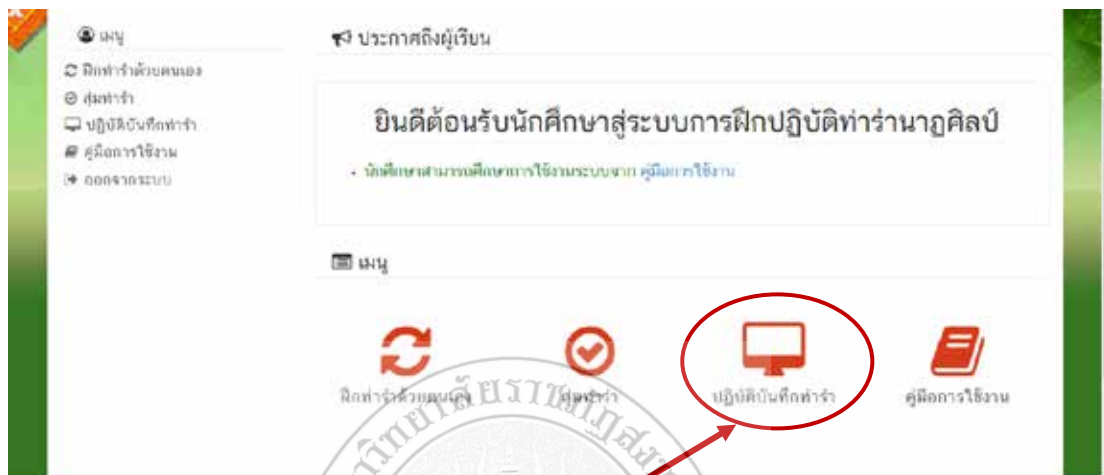 เมนู
ฝึกท่ารำด้วยตนเอง
สุ่มท่ารำ
ปฏิบัติบันทึกท่ารำ
คู่มือการใช้งาน
ออกจากระบบ
ประกาศถึงผู้เรียน
ยินดีต้อนรับนักศึกษาสู่ระบบการฝึกปฏิบัติท่ารำนาฏศิลป์
นักศึกษาสามารถศึกษาการใช้งานระบบจาก คู่มือการใช้งาน
เมนู
ฝึกท่ารำด้วยตนเอง
สุ่มท่ารำ
ปฏิบัติบันทึกท่ารำ
คู่มือการใช้งาน